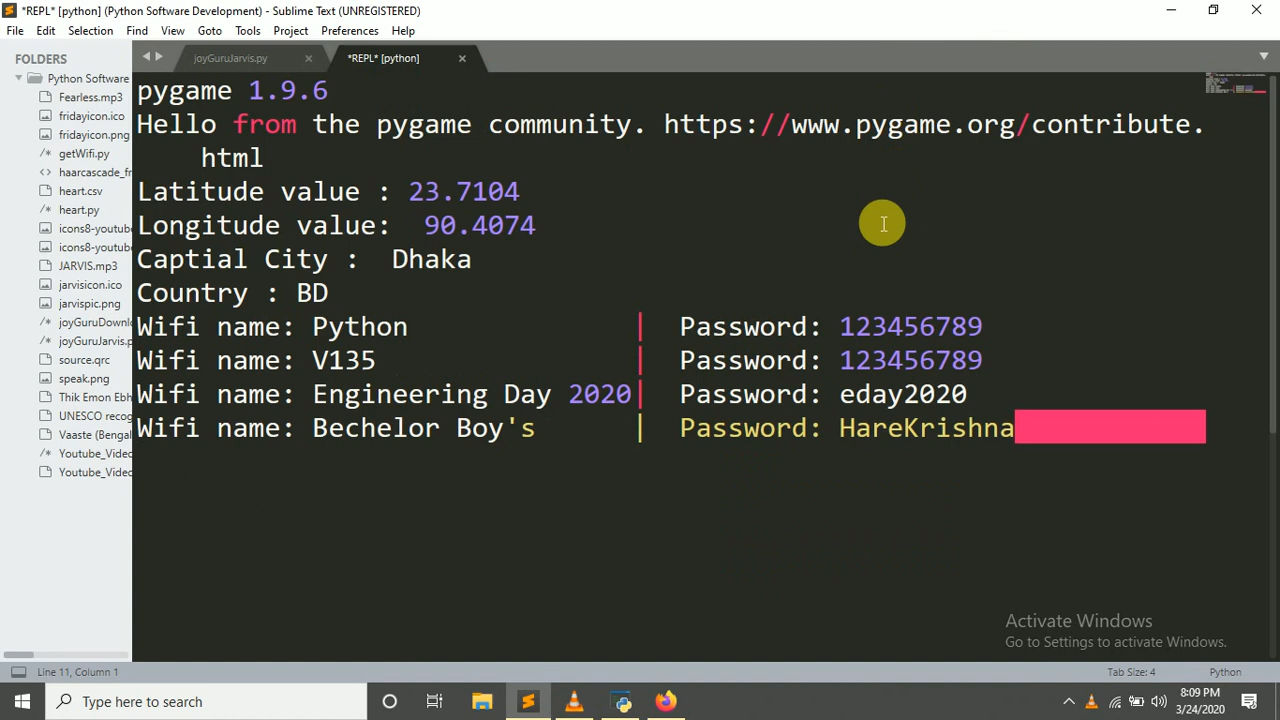 *REPL* [python] (Python Software Development) - Sublime Text (UNREGISTERED)
File Edit Selection Find View Goto Tools Project Preferences Help
FOLDERS
Python Software
Fearless.mp3
fridayicon.ico
fridayicon.png
getWifi.py
haarcascade_fr
heart.csv
heart.py
icons8-youtube
icons8-youtube
JARVIS.mp3
jarvisicon.ico
jarvispic.png
joyGuruDownlo
joyGuruJarvis.p
source.qrc
speak.png
Thik Emon Ebh
UNESCO recog
Vaaste (Bengal
Youtube_Video
Youtube_Video
joyGuruJarvis.py
*REPL* [python]
pygame 1.9.6
Hello from the pygame community. https://www.pygame.org/contribute.
html
Latitude value : 23.7104
Longitude value:  90.4074
Captial City :  Dhaka
Country : BD
Wifi name: Python | Password: 123456789
Wifi name: V135 | Password: 123456789
Wifi name: Engineering Day 2020| Password: eday2020
Wifi name: Bechelor Boy's | Password: HareKrishna
Activate Windows
Go to Settings to activate Windows.
Line 11, Column 1
Tab Size: 4
Python
Type here to search
8:09 PM
3/24/2020